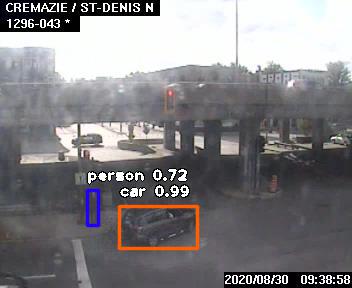 CREMAZIE / ST-DENIS N
1296-043 *
person 0.72
car 0.99
2020/08/30 09:38:58